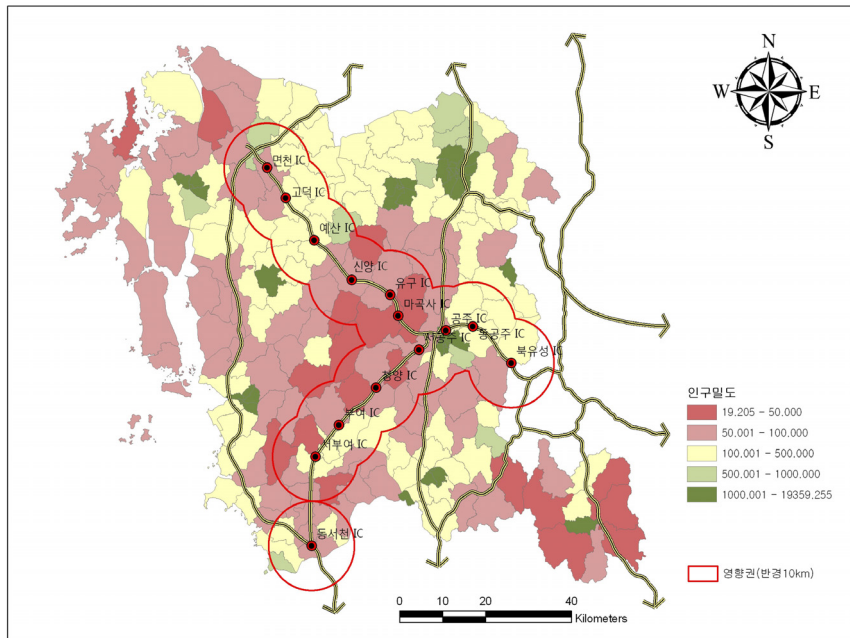 N
W
E
S
면천 IC
고덕 IC
예산 IC
신양 IC
유구 IC
마곡사 IC
공주 IC
동공주 IC
서공주 IC
북유성 IC
청양 IC
부여 IC
서부여 IC
동서천 IC
인구밀도
19.205 - 50.000
50.001 - 100.000
100.001 - 500.000
500.001 - 1000.000
1000.001 - 19359.255
영향권(반경10km)
0 10 20 40
Kilometers